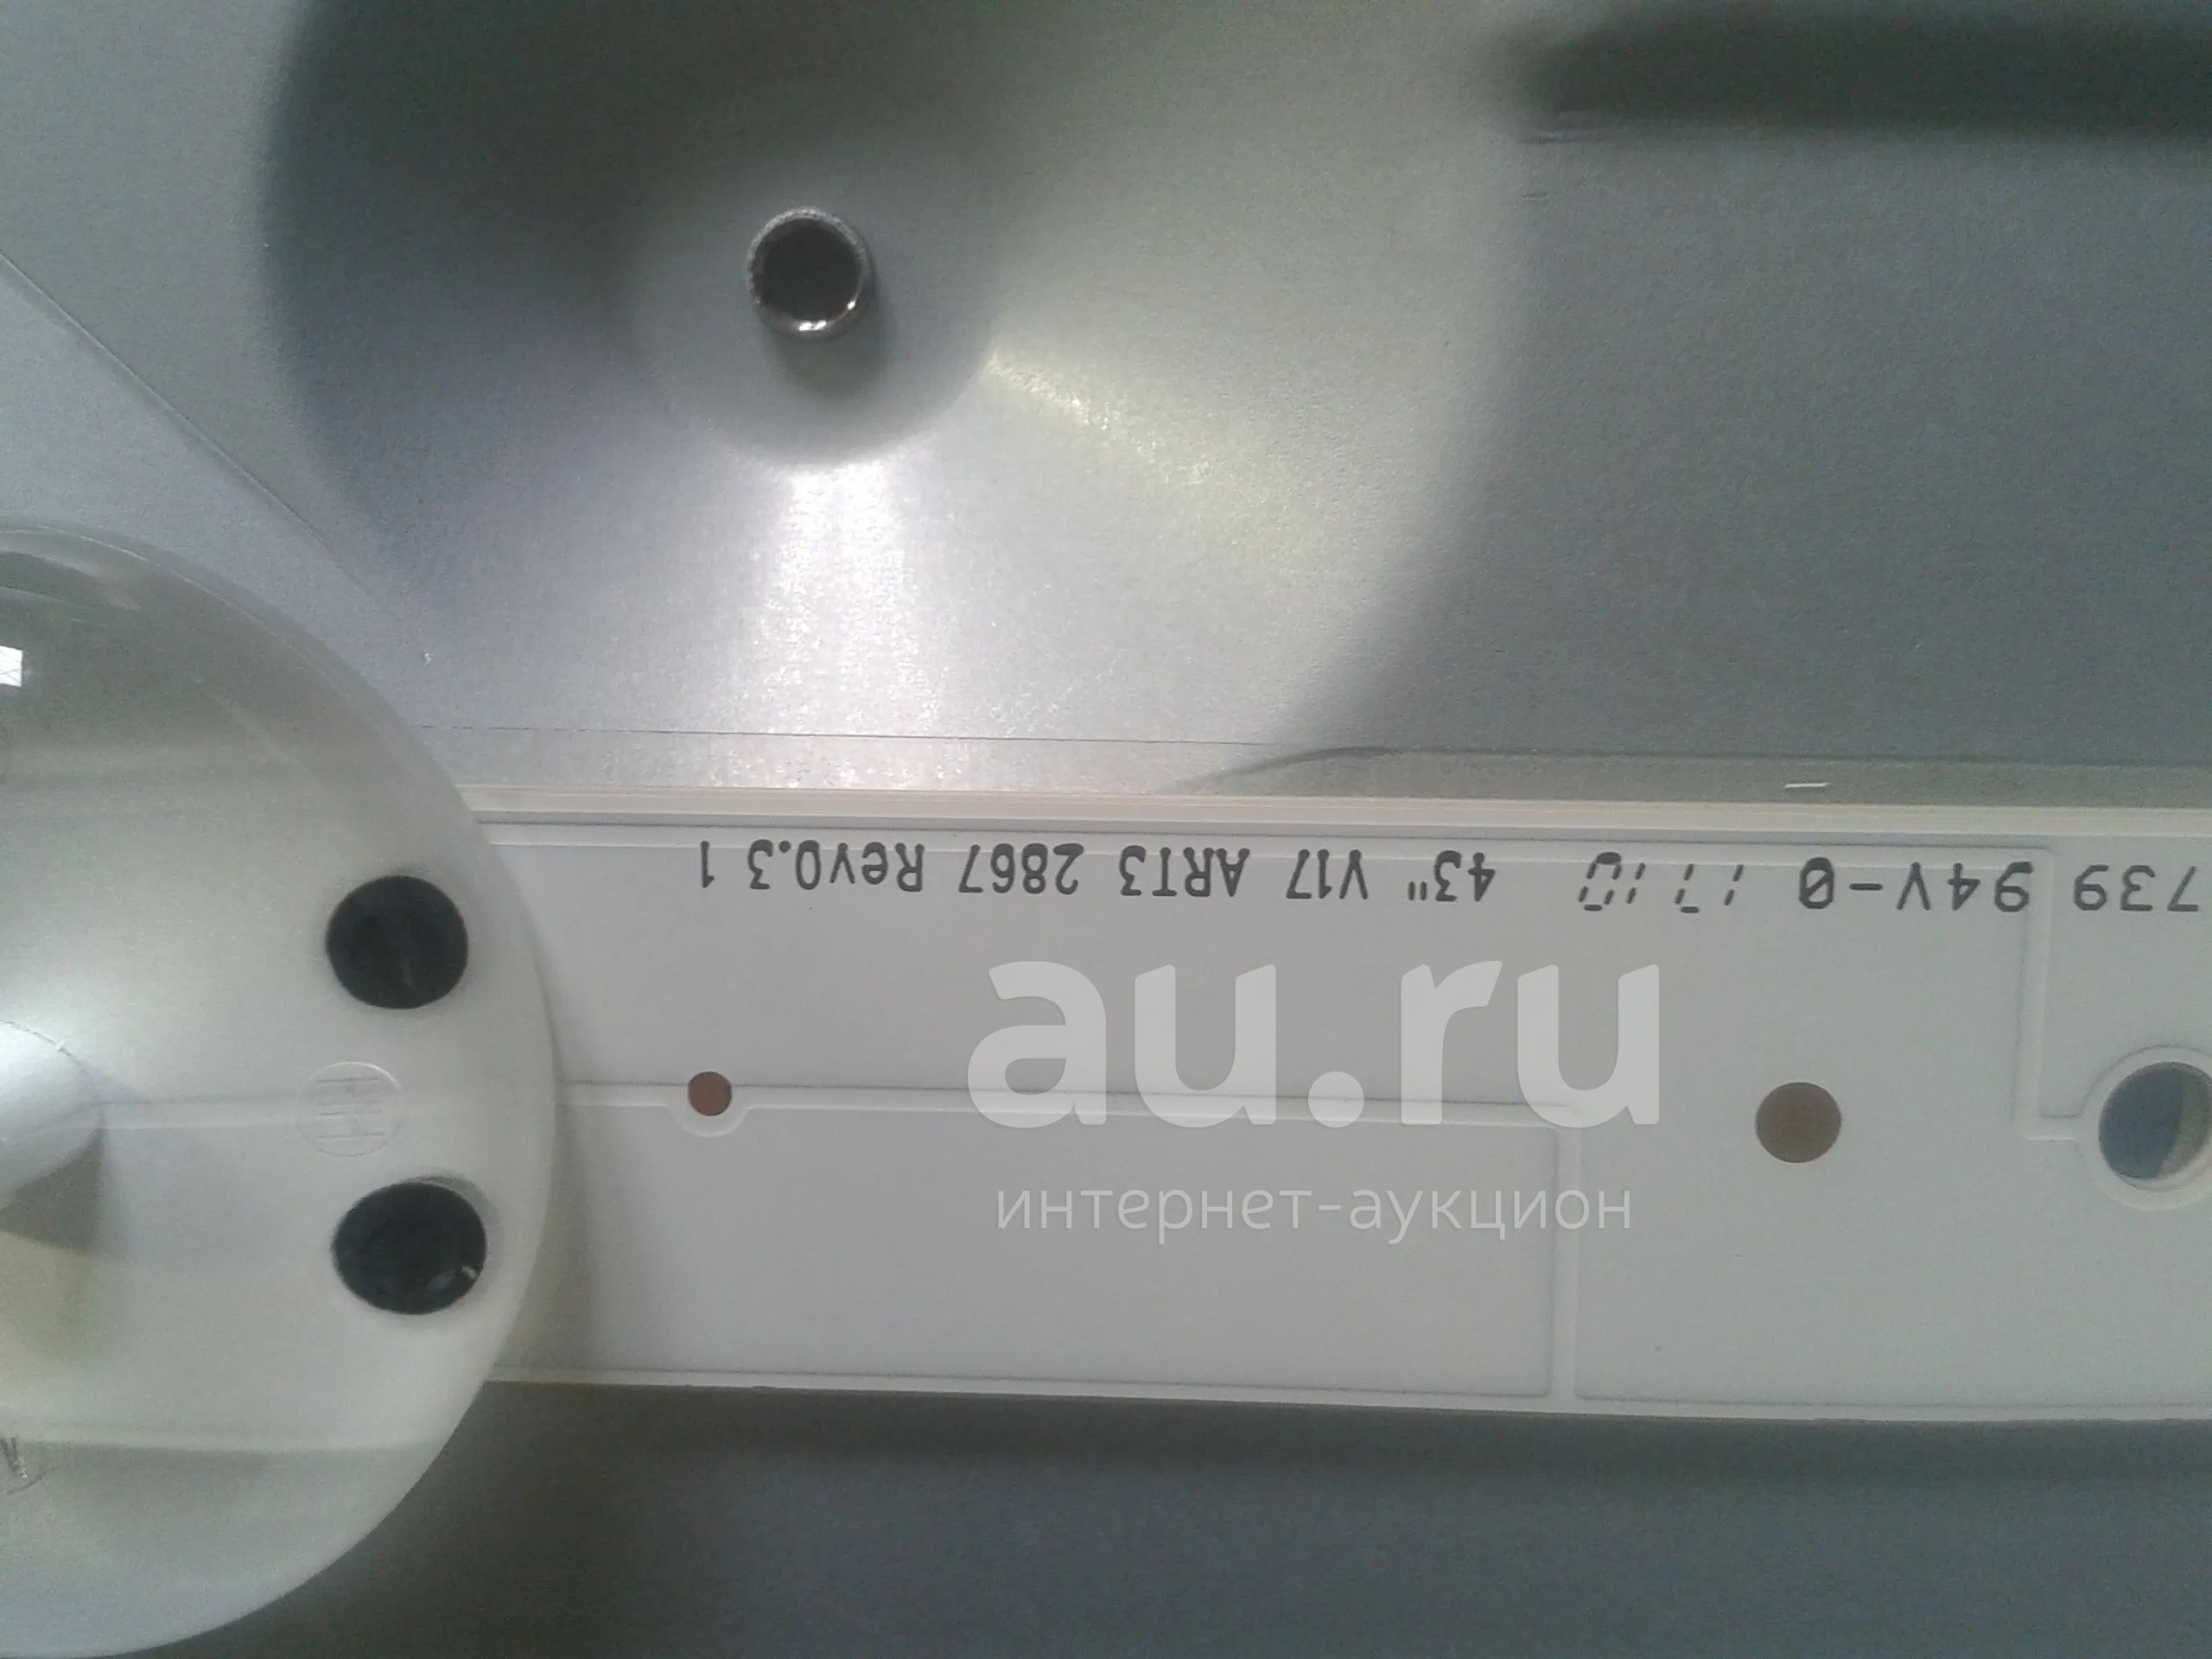 739 94V-0 1710 43" V17 ART3 2867 Rev0.3 1
au.ru
интернет-аукцион